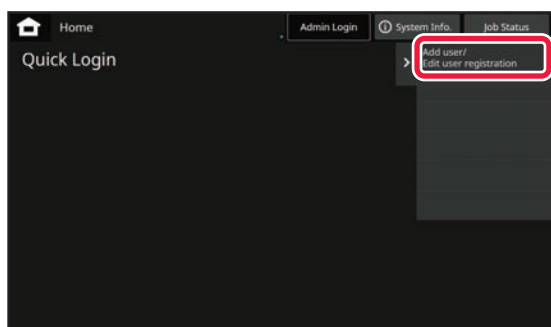 Home
Admin Login
System Info.
Job Status
Quick Login
Add user/
Edit user registration